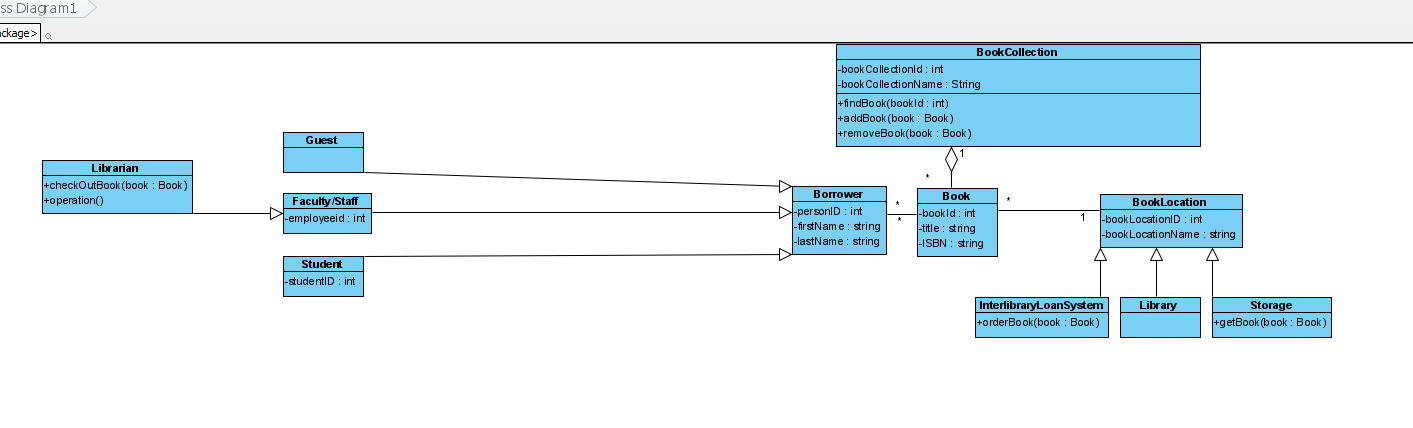 ss Diagram1
ackage>
BookCollection
-bookCollectionId : int
-bookCollectionName : String
+findBook(bookId : int)
+addBook(book : Book)
+removeBook(book : Book)
Guest
Librarian
+checkOutBook(book : Book)
+operation()
Faculty/Staff
-employeeid : int
Student
-studentID : int
Borrower
-personID : int
-firstName : string
-lastName : string
*
*
1
*
Book
-bookId : int
-title : string
-ISBN : string
*
1
BookLocation
-bookLocationID : int
-bookLocationName : string
InterlibraryLoanSystem
+orderBook(book : Book)
Library
Storage
+getBook(book : Book)